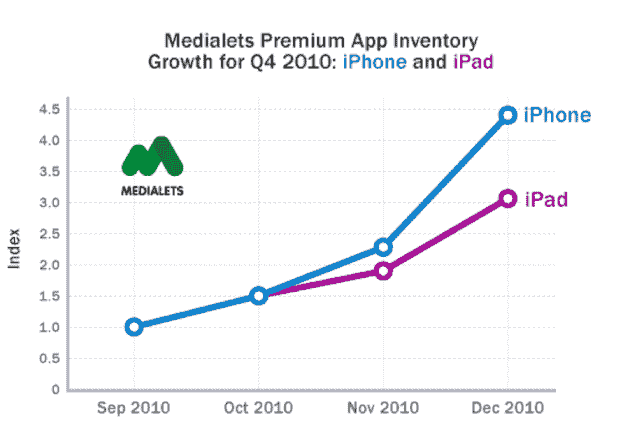 Medialets Premium App Inventory
Growth for Q4 2010: iPhone and iPad
4.5
4.0
3.5
3.0
2.5
2.0
1.5
1.0
0.5
0
Index
MEDIALETS
iPhone
iPad
Sep 2010 Oct 2010 Nov 2010 Dec 2010